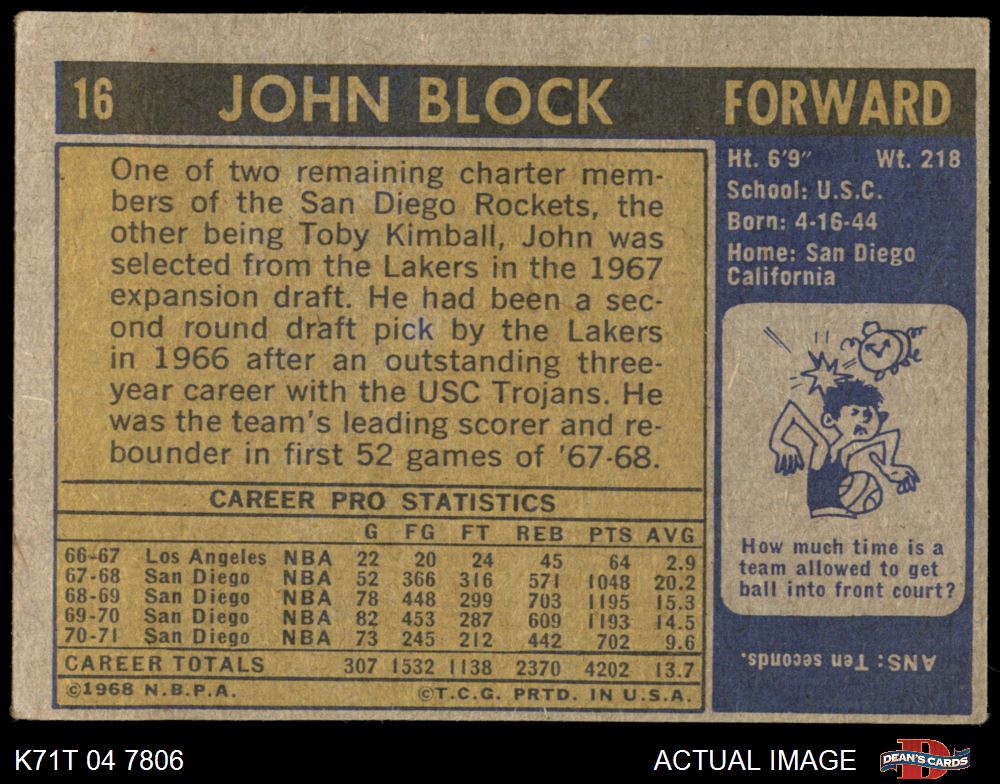 16 JOHN BLOCK FORWARD
One of two remaining charter mem-
bers of the San Diego Rockets, the
other being Toby Kimball, John was
selected from the Lakers in the 1967
expansion draft. He had been a sec-
ond round draft pick by the Lakers
in 1966 after an outstanding three-
year career with the USC Trojans. He
was the team's leading scorer and re-
bounder in first 52 games of '67-68.
CAREER PRO STATISTICS
G FG FT REB PTS AVG
66-67 Los Angeles NBA 22 20 24 45 64 2.9
67-68 San Diego NBA 52 366 316 571 1048 20.2
68-69 San Diego NBA 78 448 299 703 1195 15.3
69-70 San Diego NBA 82 453 287 609 1193 14.5
70-71 San Diego NBA 73 245 212 442 702 9.6
CAREER TOTALS 307 1532 1138 2370 4202 13.7
©1968 N.B.P.A. ©T.C.G. PRTD. IN U.S.A.
Ht. 6'9" Wt. 218
School: U.S.C.
Born: 4-16-44
Home: San Diego
California
How much time is a
team allowed to get
ball into front court?
ANS: Ten seconds.
K71T 04 7806 ACTUAL IMAGE DEAN'S CARDS